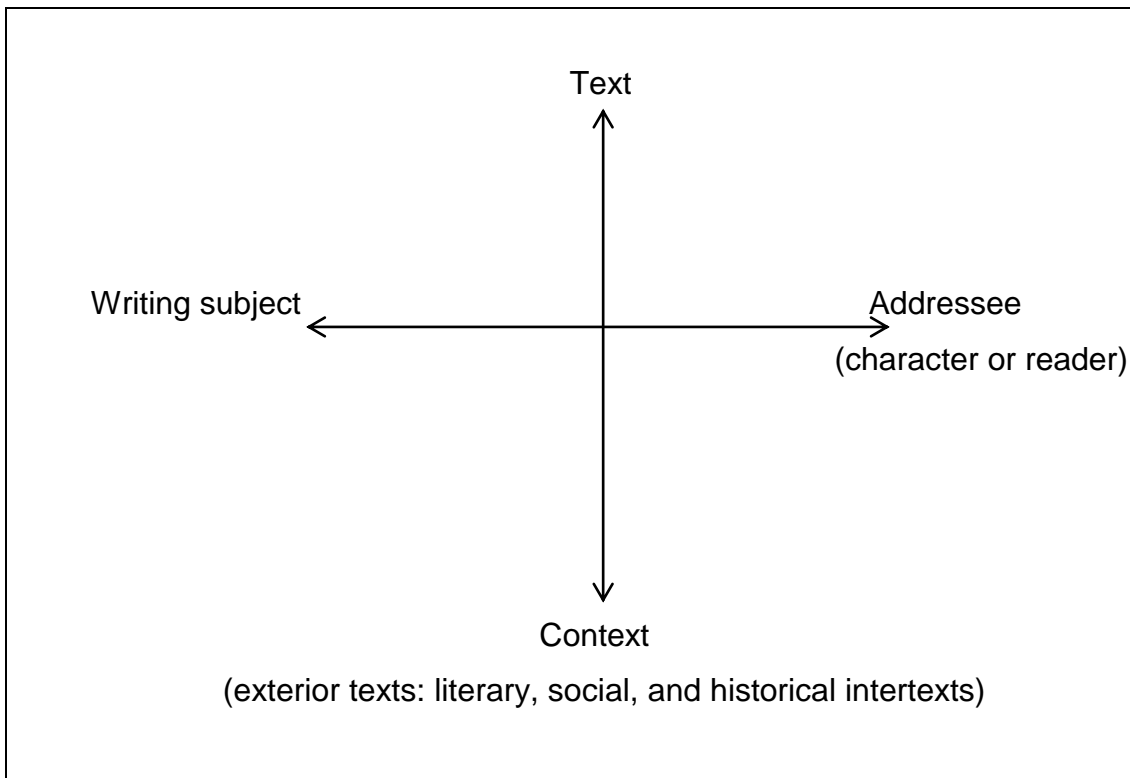 Text
Writing subject
Addressee
(character or reader)
Context
(exterior texts: literary, social, and historical intertexts)